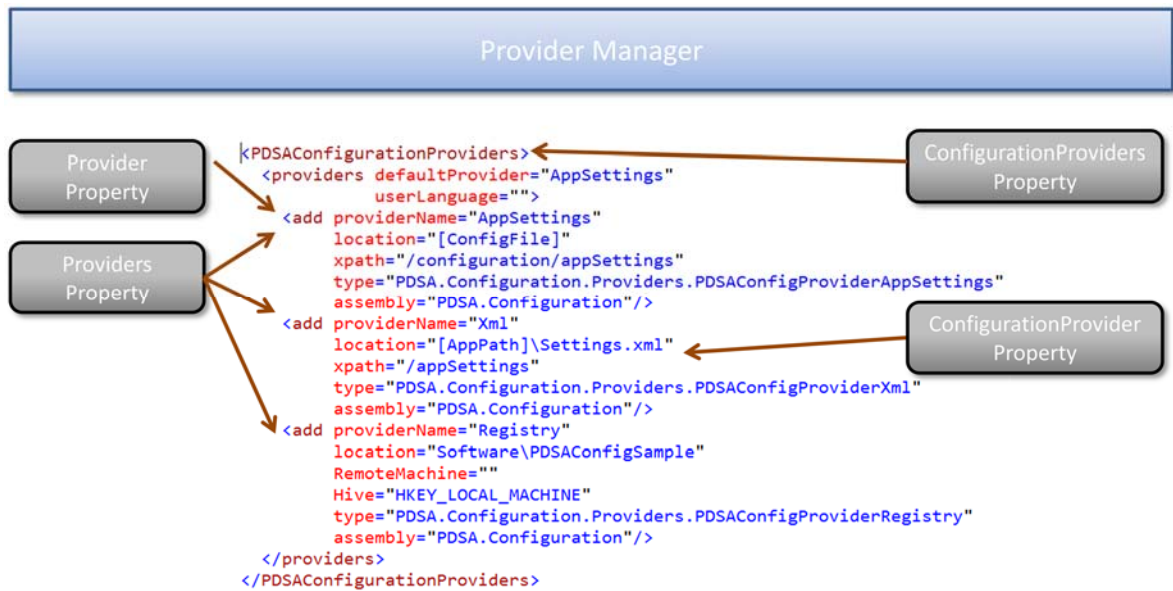 Provider Manager
Provider
Property
Providers
Property
<PDSAConfigurationProviders>
<providers defaultProvider="AppSettings"
userLanguage="">
<add providerName="AppSettings"
location="[ConfigFile]"
xpath="/configuration/appSettings"
type="PDSA.Configuration.Providers.PDSAConfigProviderAppSettings"
assembly="PDSA.Configuration"/>
<add providerName="Xml"
location="[AppPath]\Settings.xml"
xpath="/appSettings"
type="PDSA.Configuration.Providers.PDSAConfigProviderXml"
assembly="PDSA.Configuration"/>
<add providerName="Registry"
location="Software\PDSAConfigSample"
RemoteMachine=""
Hive="HKEY_LOCAL_MACHINE"
type="PDSA.Configuration.Providers.PDSAConfigProviderRegistry"
assembly="PDSA.Configuration"/>
</providers>
</PDSAConfigurationProviders>
ConfigurationProviders
Property
ConfigurationProvider
Property